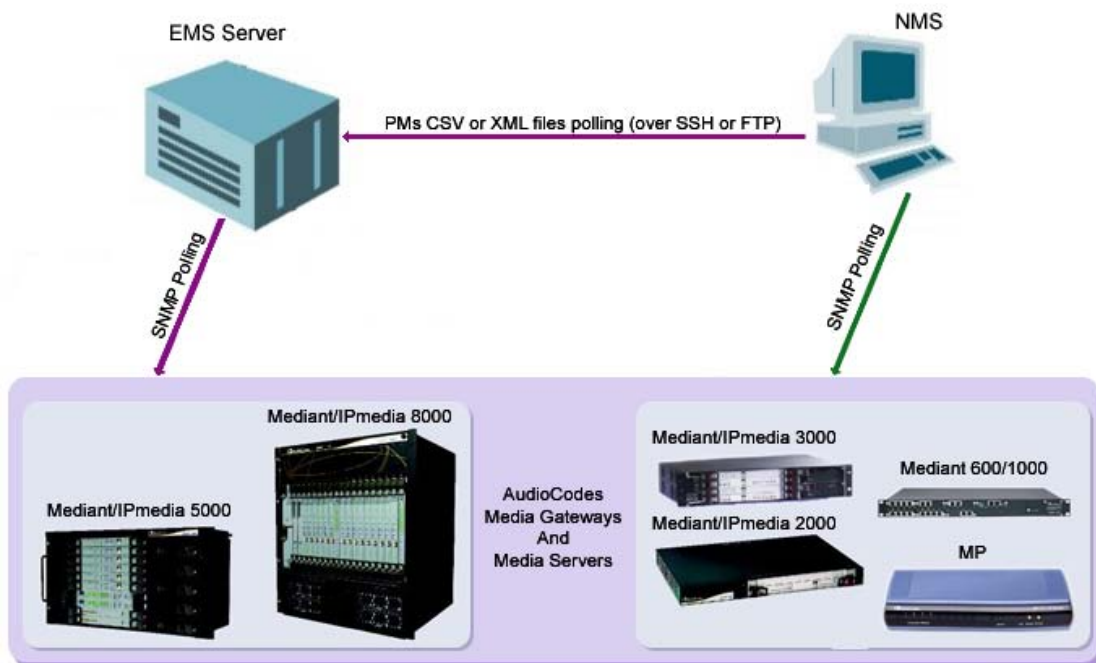 EMS Server
NMS
PMs CSV or XML files polling (over SSH or FTP)
SNMP Polling
SNMP Polling
Mediant/IPmedia 8000
Mediant/IPmedia 5000
AudioCodes
Media Gateways
And
Media Servers
Mediant/IPmedia 3000
Mediant 600/1000
Mediant/IPmedia 2000
MP